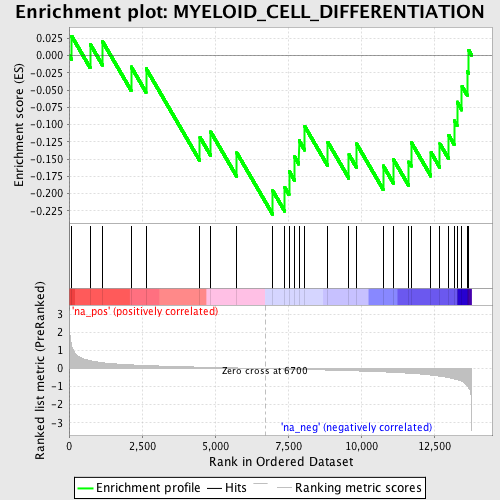 Enrichment plot: MYELOID_CELL_DIFFERENTIATION
Enrichment score (ES)
0.025
0.000
-0.025
-0.050
-0.075
-0.100
-0.125
-0.150
-0.175
-0.200
-0.225
Ranked list metric (PreRanked)
'na_pos' (positively correlated)
3
2
1
0
-1
-2
-3
Zero cross at 6700
'na_neg' (negatively correlated)
0
2,500
5,000
7,500
10,000
12,500
Rank in Ordered Dataset
Enrichment profile
Hits
Ranking metric scores